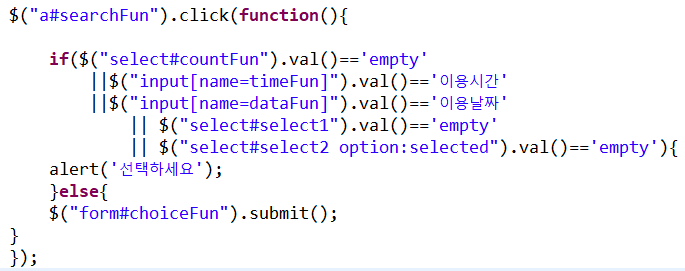 $("a#searchFun").click(function(){
if($("select#countFun").val()=='empty'
||$("input[name=timeFun]").val()=='이용시간'
||$("input[name=dataFun]").val()=='이용날짜'
|| $("select#select1").val()=='empty'
|| $("select#select2 option:selected").val()=='empty'){
alert('선택하세요');
}else{
$("form#choiceFun").submit();
}
});